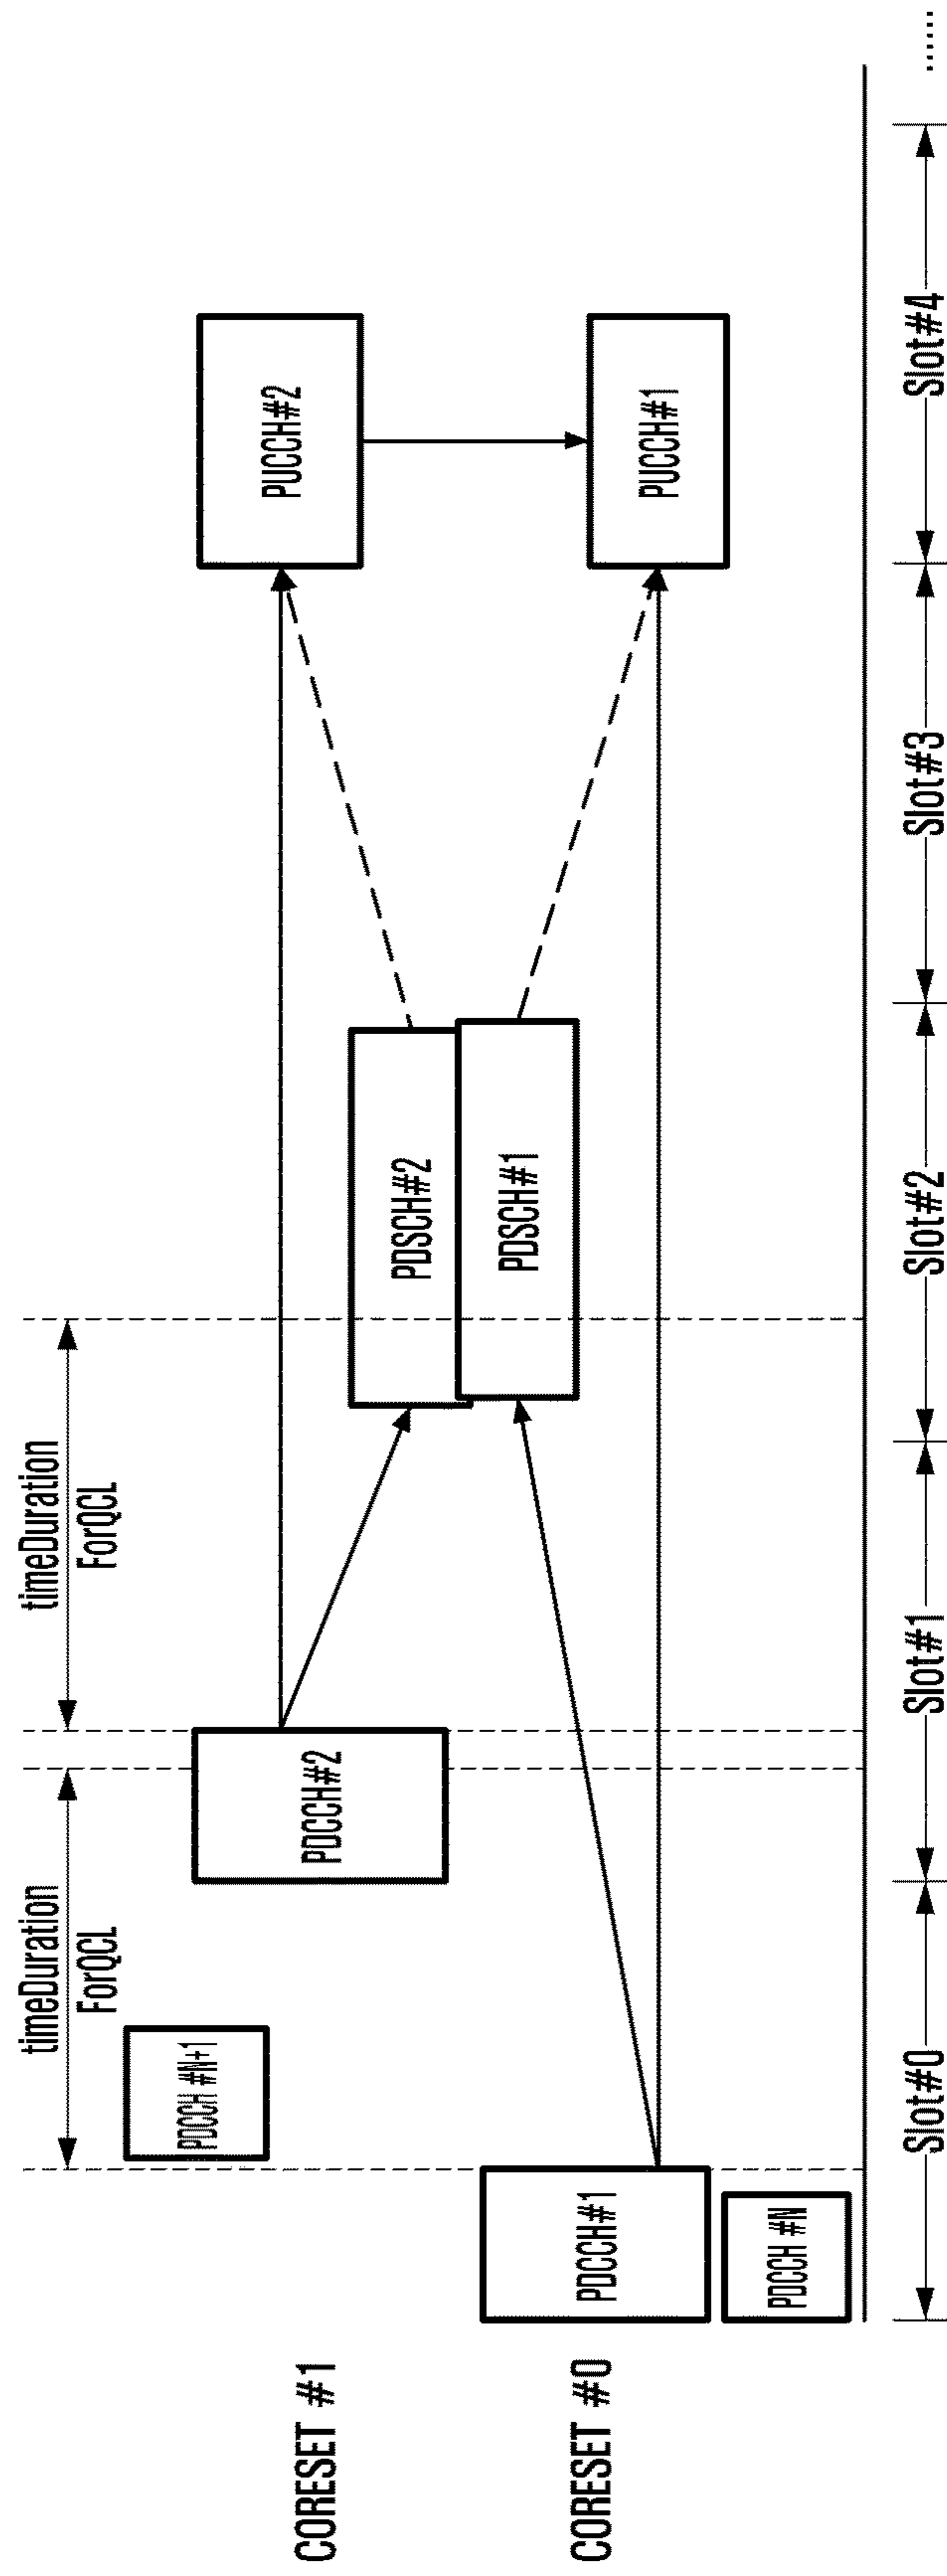 timeDuration
ForQCL
timeDuration
ForQCL
PDCCH #N+1
PDCCH#2
PUCCH#2
CORESET #1
PDSCH#2
PDSCH#1
CORESET #0
PDCCH#1
PUCCH#1
PDCCH #N
Slot#0
Slot#1
Slot#2
Slot#3
Slot#4
......